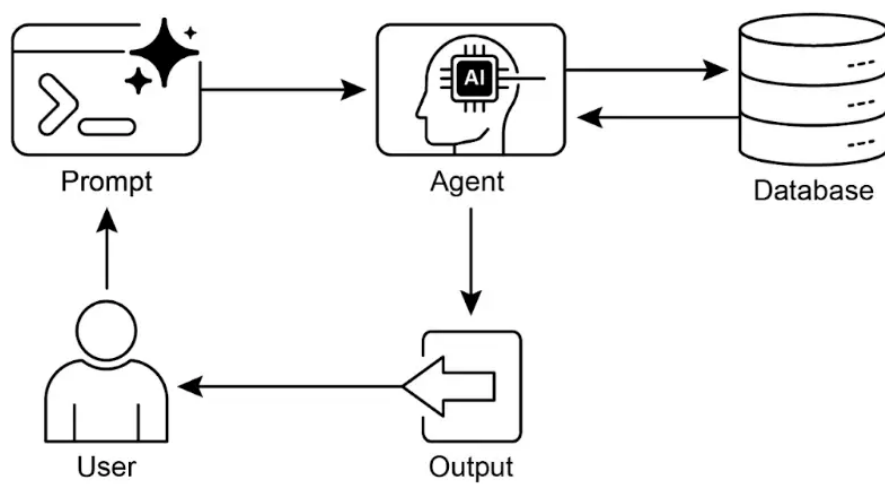 AI
Prompt
Agent
Database
User
Output